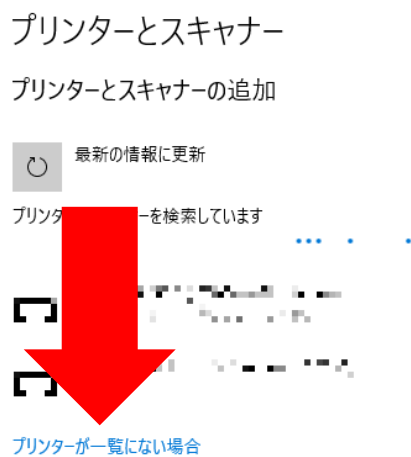 プリンターとスキャナー
プリンターとスキャナーの追加
最新の情報に更新
プリンタ ーを検索しています
プリンターが一覧にない場合